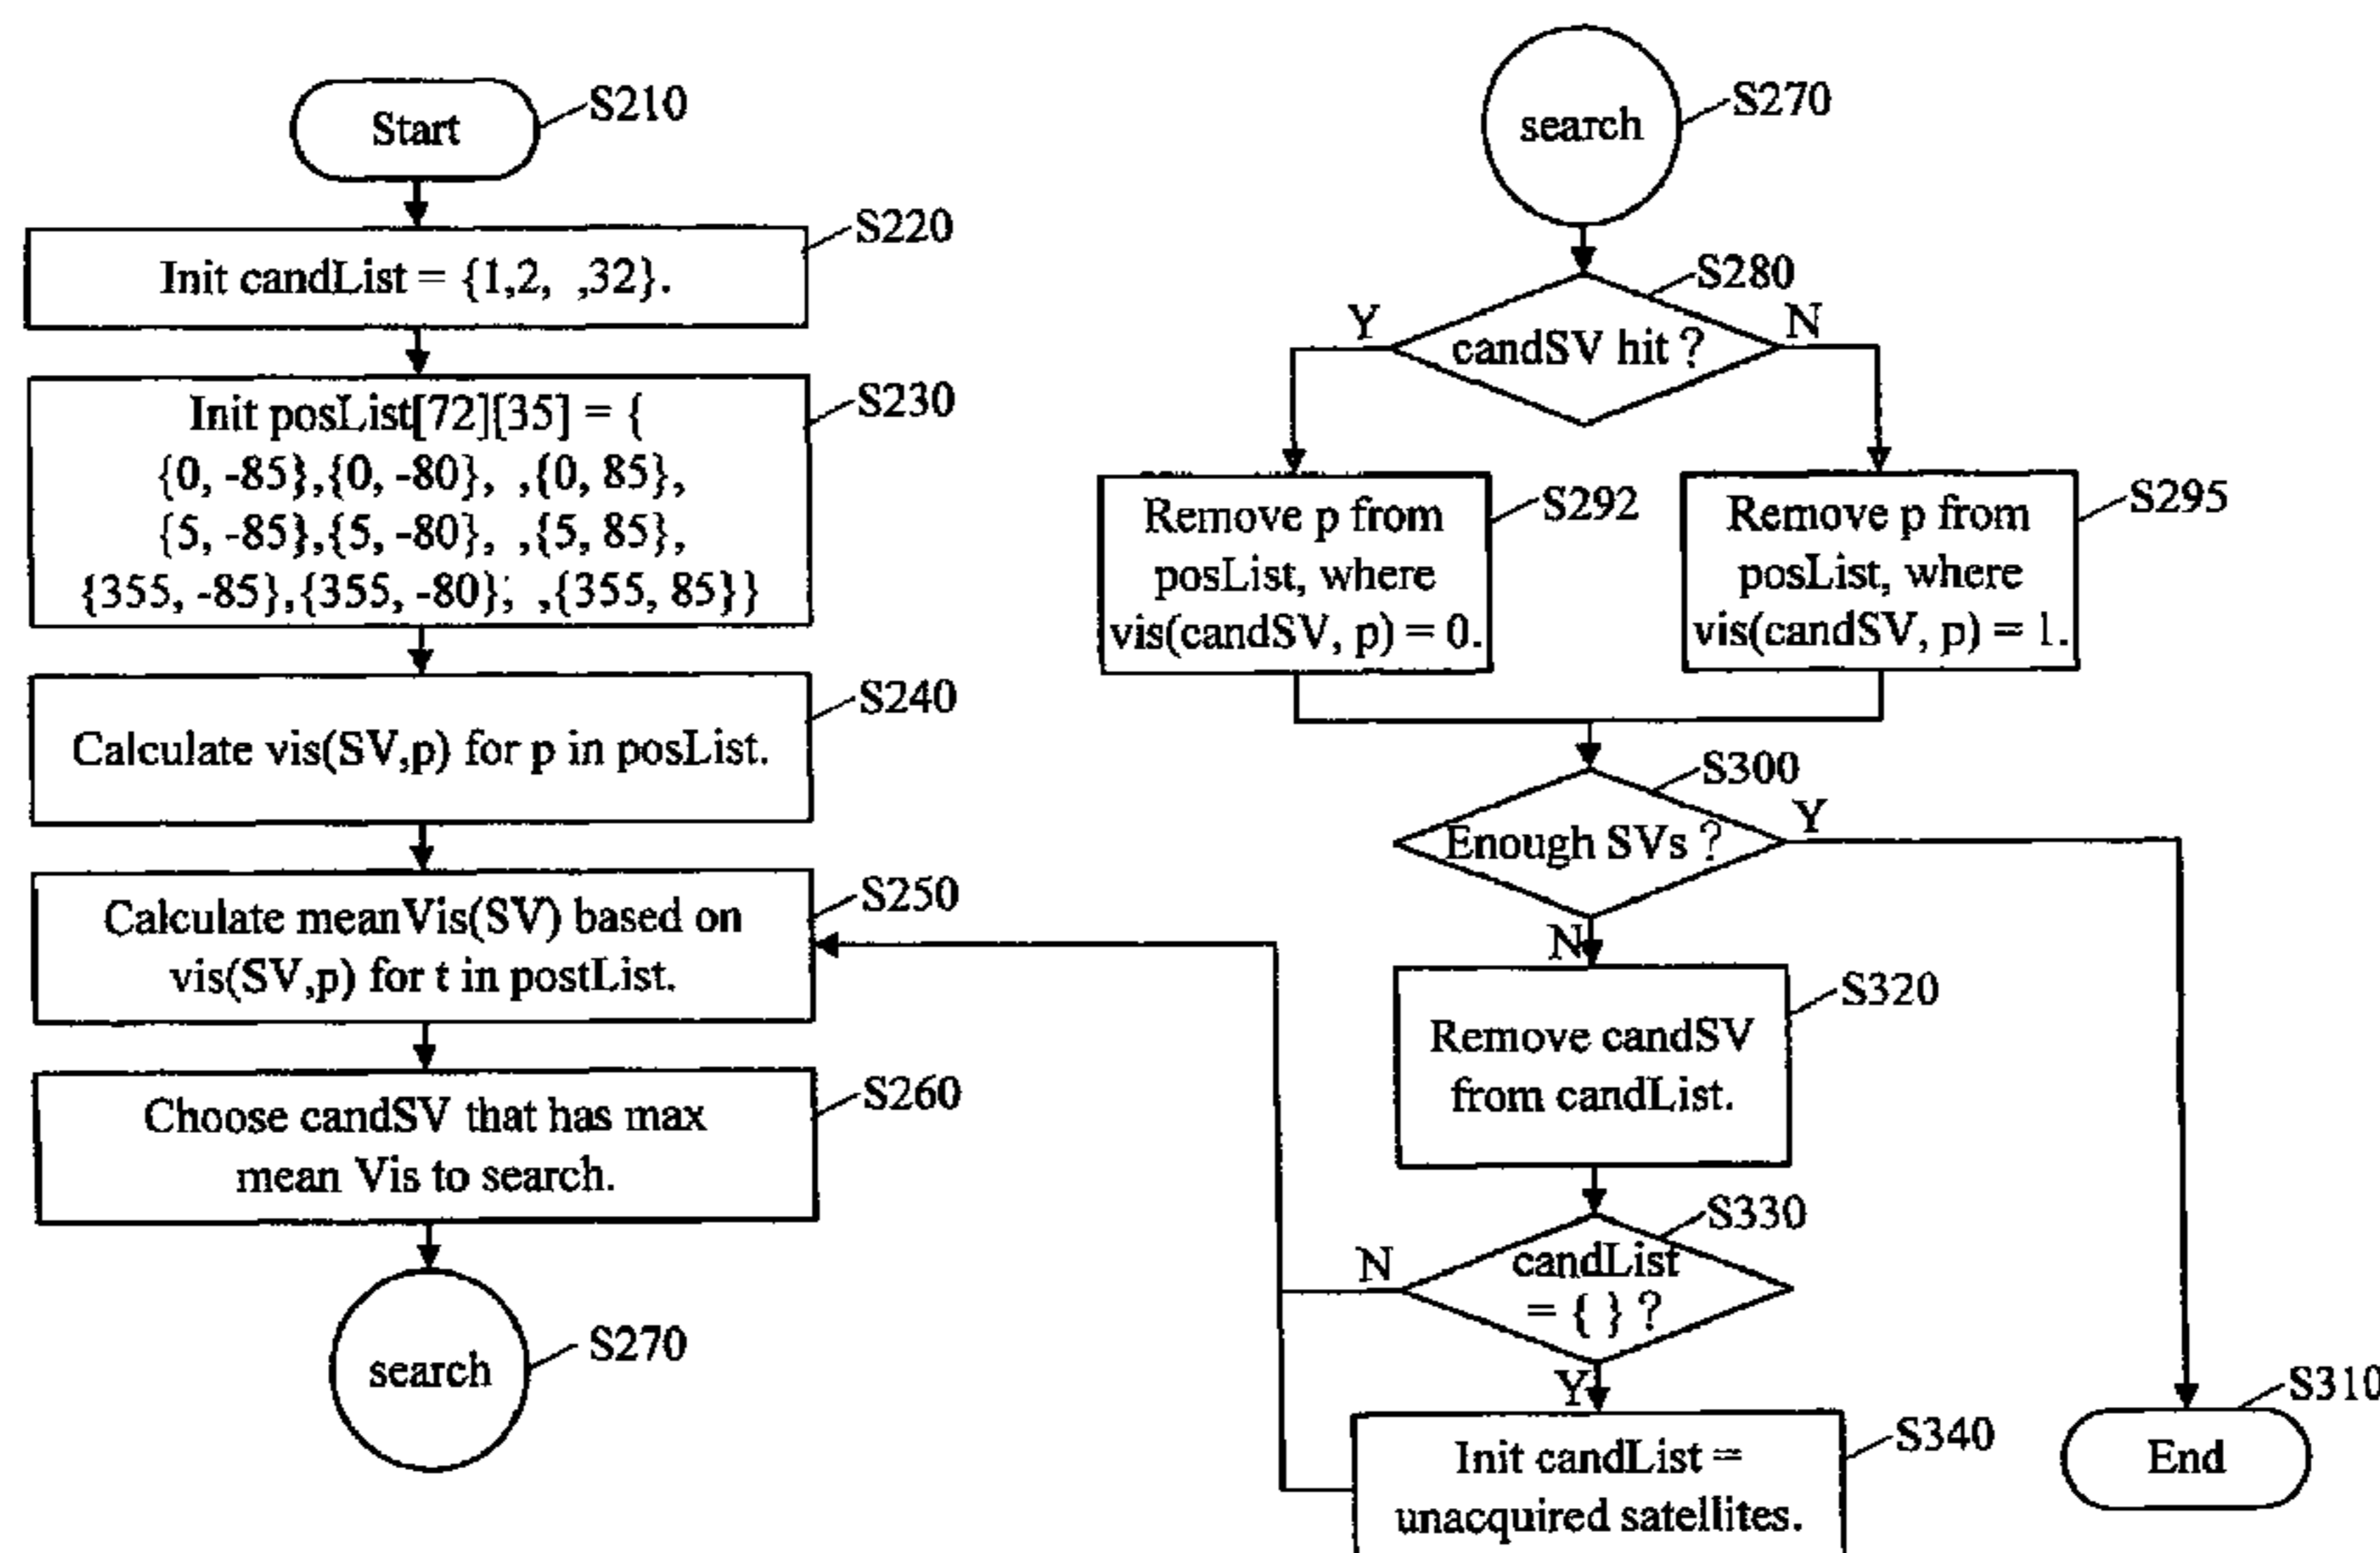 Start
S210
Init candList = {1,2, ,32}.
S220
Init posList[72][35] = {
{0, -85},{0, -80}, ,{0, 85},
{5, -85},{5, -80}, ,{5, 85},
{355, -85},{355, -80}; ,{355, 85}}
S230
Calculate vis(SV,p) for p in posList.
S240
Calculate meanVis(SV) based on
vis(SV,p) for t in postList.
S250
Choose candSV that has max
mean Vis to search.
S260
search
S270
search
S270
candSV hit ?
S280
Y
N
Remove p from
posList, where
vis(candSV, p) = 0.
S292
Remove p from
posList, where
vis(candSV, p) = 1.
S295
Enough SVs ?
S300
Y
N
Remove candSV
from candList.
S320
candList
= { } ?
S330
N
Y
Init candList =
unacquired satellites.
S340
End
S310